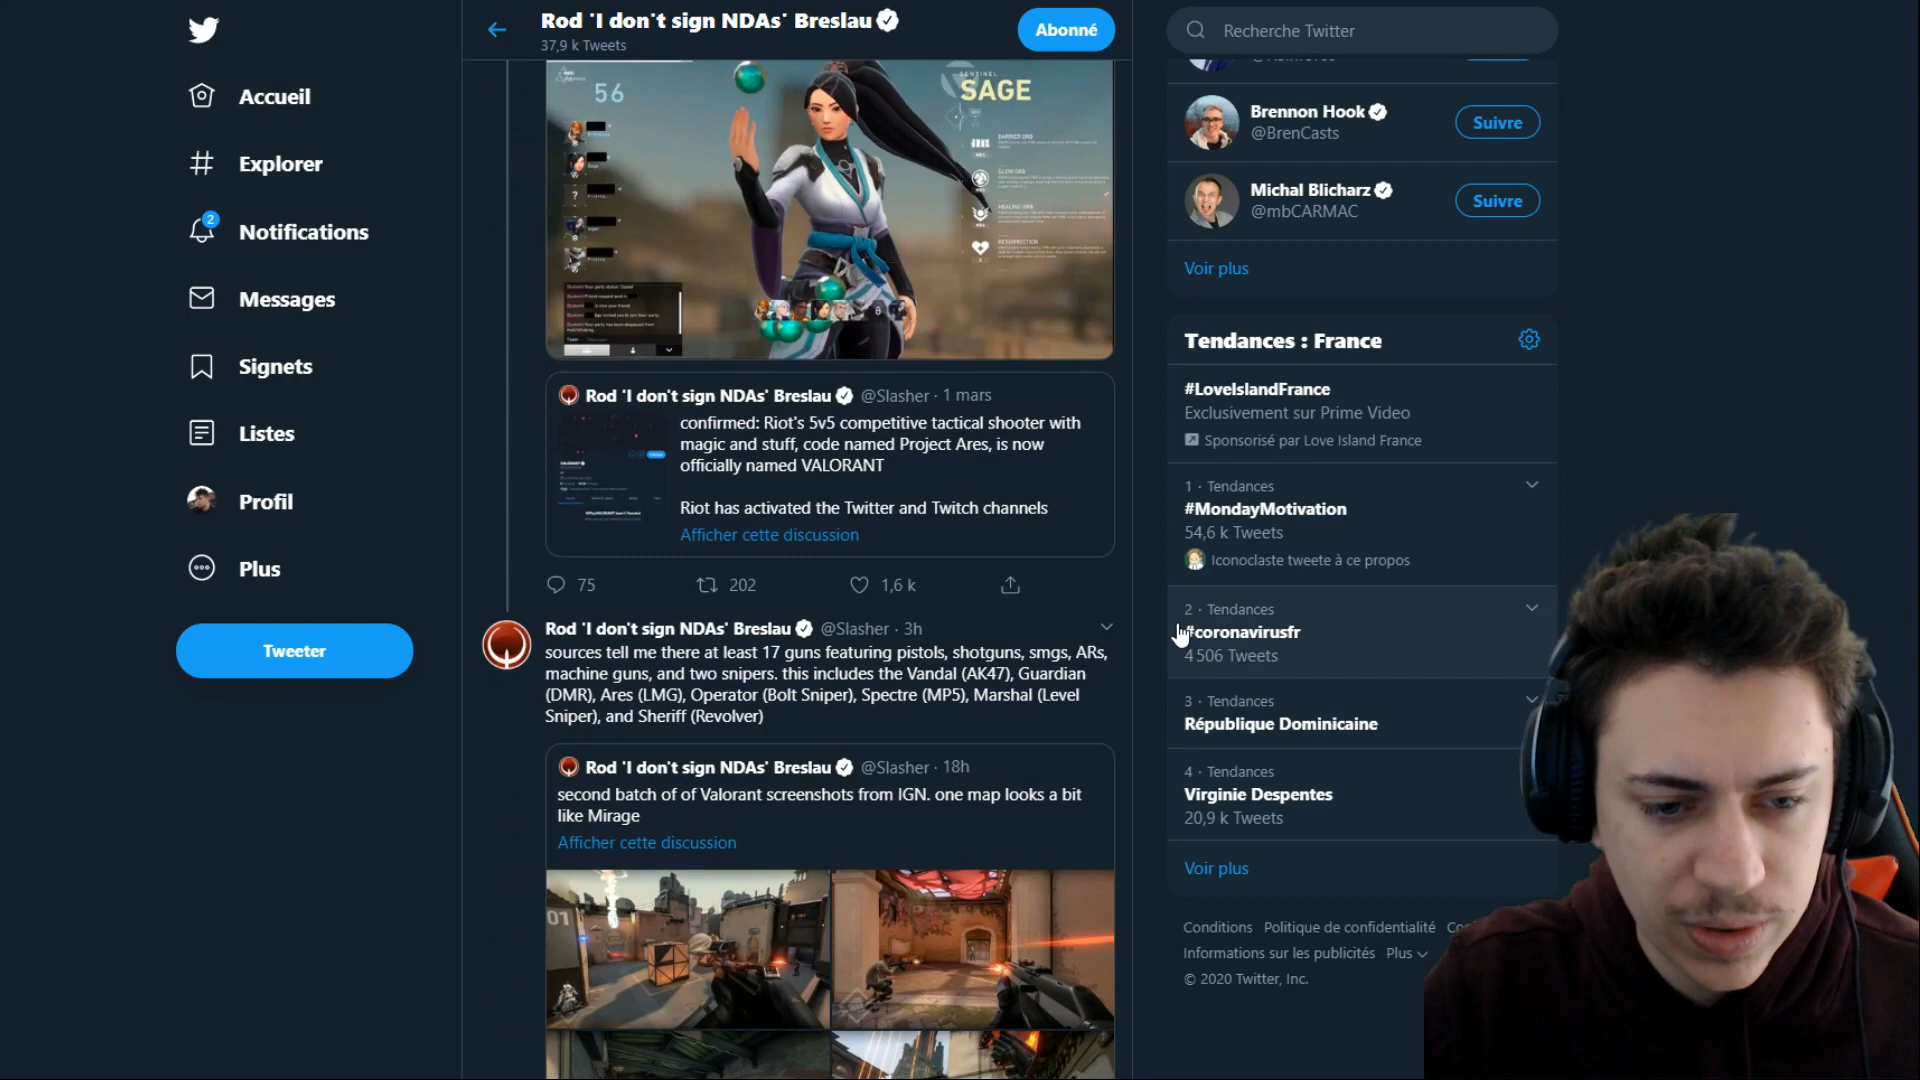 Accueil
Explorer
2
Notifications
Messages
Signets
Listes
Profil
Plus
Tweeter
Rod 'I don't sign NDAs' Breslau
37,9 k Tweets
Abonné
56
SENTINEL
SAGE
BARRIER ORB
SLOW ORB
HEALING ORB
RESURRECTION
Rod 'I don't sign NDAs' Breslau @Slasher · 1 mars
confirmed: Riot's 5v5 competitive tactical shooter with
magic and stuff, code named Project Ares, is now
officially named VALORANT
Riot has activated the Twitter and Twitch channels
Afficher cette discussion
75
202
1,6 k
Rod 'I don't sign NDAs' Breslau @Slasher · 3h
sources tell me there at least 17 guns featuring pistols, shotguns, smgs, ARs,
machine guns, and two snipers. this includes the Vandal (AK47), Guardian
(DMR), Ares (LMG), Operator (Bolt Sniper), Spectre (MP5), Marshal (Level
Sniper), and Sheriff (Revolver)
Rod 'I don't sign NDAs' Breslau @Slasher · 18h
second batch of of Valorant screenshots from IGN. one map looks a bit
like Mirage
Afficher cette discussion
01
Recherche Twitter
Brennon Hook
@BrenCasts
Suivre
Michal Blicharz
@mbCARMAC
Suivre
Voir plus
Tendances : France
#LoveIslandFrance
Exclusivement sur Prime Video
Sponsorisé par Love Island France
1 · Tendances
#MondayMotivation
54,6 k Tweets
Iconoclaste tweete à ce propos
2 · Tendances
#coronavirusfr
4 506 Tweets
3 · Tendances
République Dominicaine
4 · Tendances
Virginie Despentes
20,9 k Tweets
Voir plus
Conditions Politique de confidentialité
Informations sur les publicités Plus
© 2020 Twitter, Inc.